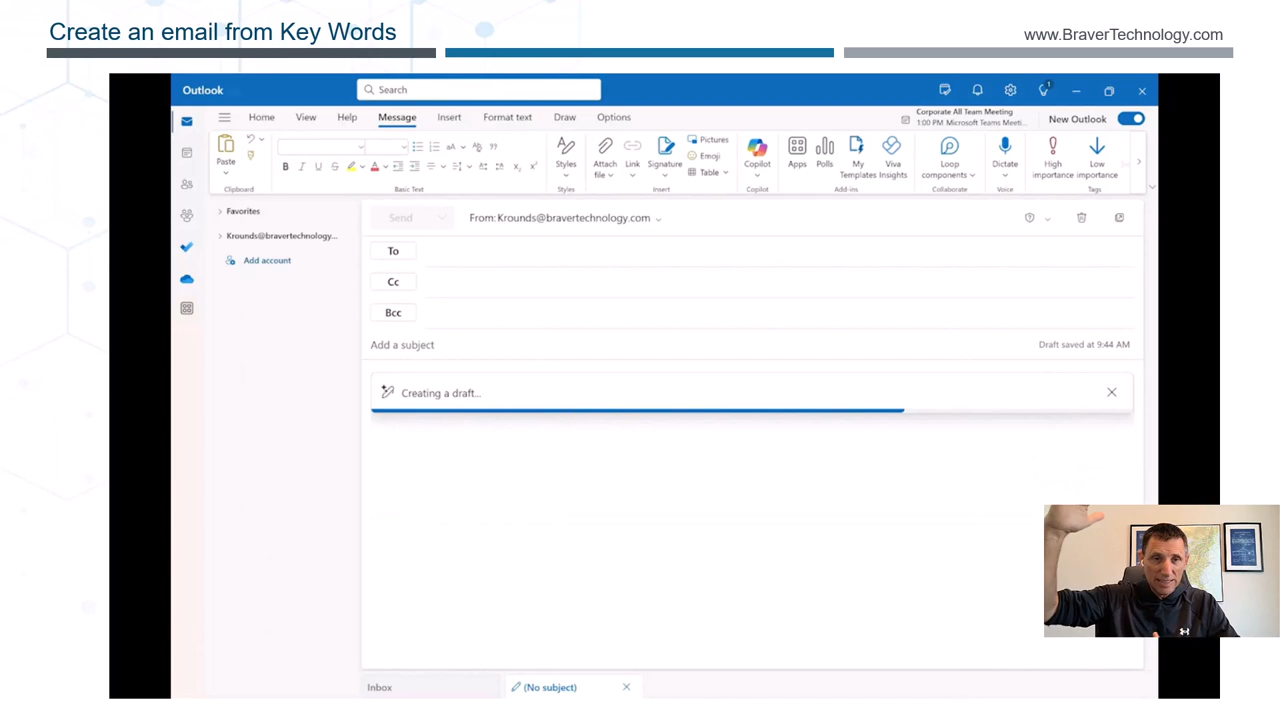 Create an email from Key Words
www.BraverTechnology.com
Outlook
Search
Home View Help Message Insert Format text Draw Options
Corporate All Team Meeting
1:00 PM Microsoft Teams Meeti...
New Outlook
Paste
Clipboard
Basic Text
Styles
Styles
Attach file
Link
Signature
Pictures
Emoji
Table
Insert
Copilot
Copilot
Apps
Polls
My Templates
Viva Insights
Add-ins
Loop components
Collaborate
Dictate
Voice
High importance
Low importance
Tags
Favorites
Krounds@bravertechnology...
Add account
Send
From: Krounds@bravertechnology.com
To
Cc
Bcc
Add a subject
Draft saved at 9:44 AM
Creating a draft...
Inbox
(No subject)